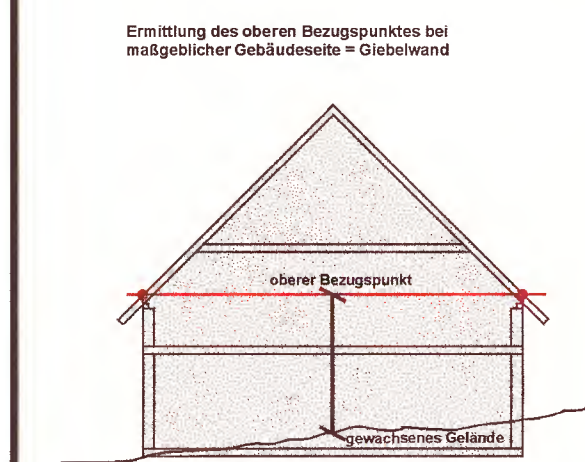 Ermittlung des oberen Bezugspunktes bei
maßgeblicher Gebäudeseite = Giebelwand
oberer Bezugspunkt
gewachsenes Gelände